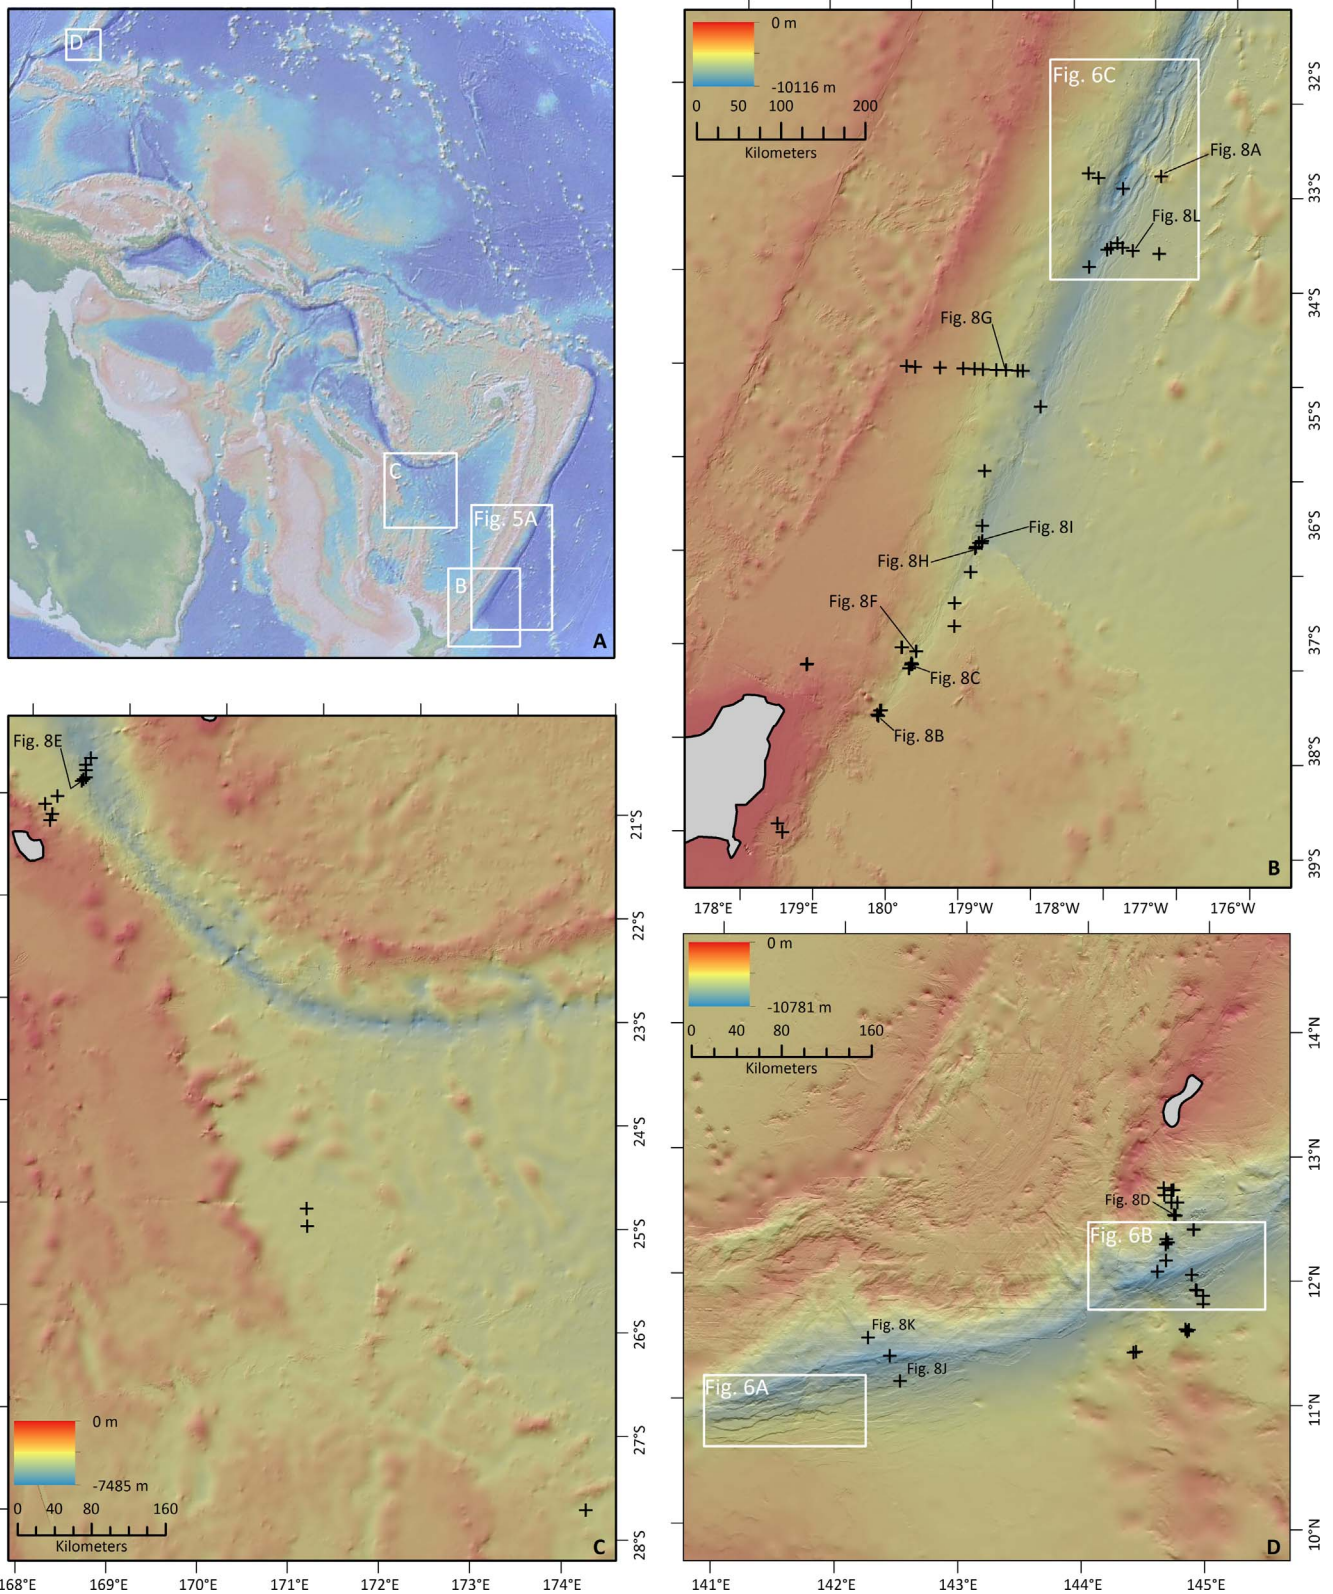 D
C
Fig. 5A
B
A
0 m
-10116 m
0 50 100 200
Kilometers
Fig. 6C
Fig. 8A
Fig. 8L
Fig. 8G
Fig. 8I
Fig. 8H
Fig. 8F
Fig. 8C
Fig. 8B
B
32°S
33°S
34°S
35°S
36°S
37°S
38°S
39°S
178°E 179°E 180° 179°W 178°W 177°W 176°W
Fig. 8E
21°S
22°S
23°S
24°S
25°S
26°S
27°S
28°S
0 m
-7485 m
0 40 80 160
Kilometers
C
168°E 169°E 170°E 171°E 172°E 173°E 174°E
0 m
-10781 m
0 40 80 160
Kilometers
Fig. 8D
Fig. 6B
Fig. 8K
Fig. 8J
Fig. 6A
D
14°N
13°N
12°N
11°N
10°N
141°E 142°E 143°E 144°E 145°E